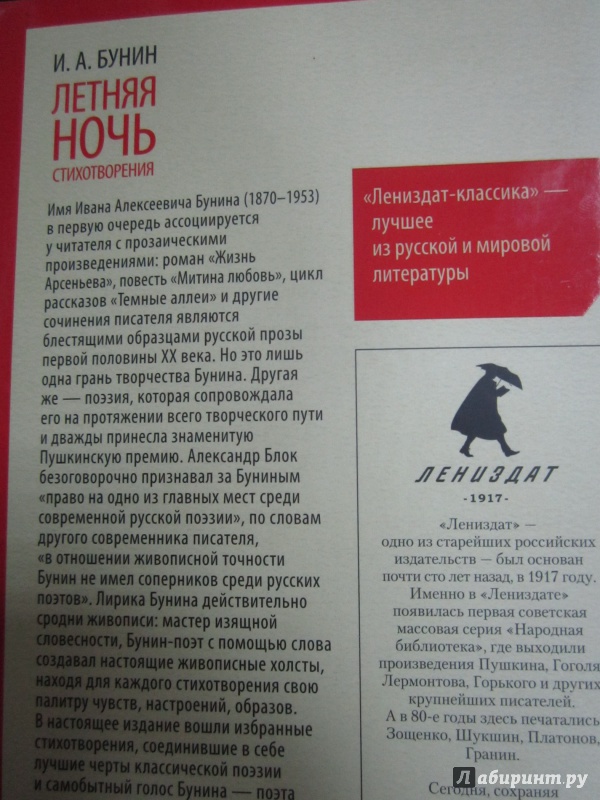 И. А. БУНИН
ЛЕТНЯЯ
НОЧЬ
СТИХОТВОРЕНИЯ
Имя Ивана Алексеевича Бунина (1870–1953)
в первую очередь ассоциируется
у читателя с прозаическими
произведениями: роман «Жизнь
Арсеньева», повесть «Митина любовь», цикл
рассказов «Темные аллеи» и другие
сочинения писателя являются
блестящими образцами русской прозы
первой половины XX века. Но это лишь
одна грань творчества Бунина. Другая
же — поэзия, которая сопровождала
его на протяжении всего творческого пути
и дважды принесла знаменитую
Пушкинскую премию. Александр Блок
безоговорочно признавал за Буниным
«право на одно из главных мест среди
современной русской поэзии», по словам
другого современника писателя,
«в отношении живописной точности
Бунин не имел соперников среди русских
поэтов». Лирика Бунина действительно
сродни живописи: мастер изящной
словесности, Бунин-поэт с помощью слова
создавал настоящие живописные холсты,
находя для каждого стихотворения свою
палитру чувств, настроений, образов.
В настоящее издание вошли избранные
стихотворения, соединившие в себе
лучшие черты классической поэзии
и самобытный голос Бунина — поэта
«Лениздат-классика» —
лучшее
из русской и мировой
литературы
ЛЕНИЗДАТ
-1917-
«Лениздат» —
одно из старейших российских
издательств — был основан
почти сто лет назад, в 1917 году.
Именно в «Лениздате»
появилась первая советская
массовая серия «Народная
библиотека», где выходили
произведения Пушкина, Гоголя,
Лермонтова, Горького и других
крупнейших писателей.
А в 80-е годы здесь печатались
Зощенко, Шукшин, Платонов,
Гранин.
Сегодня, сохраняя
Лабиринт.ру